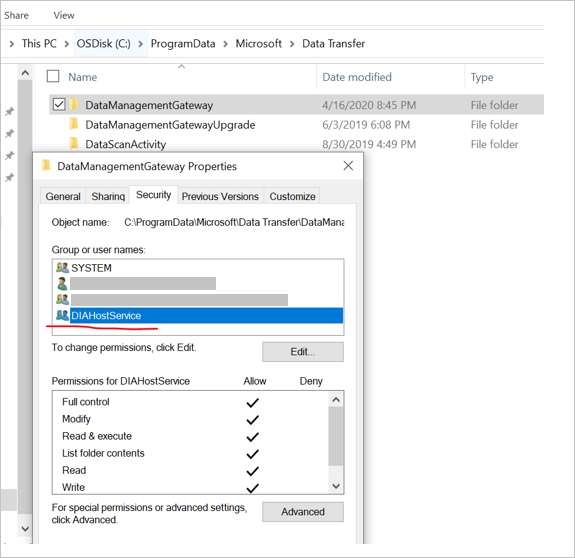 Share View
This PC > OSDisk (C:) > ProgramData > Microsoft > Data Transfer
Name Date modified Type
DataManagementGateway 4/16/2020 8:45 PM File folder
DataManagementGatewayUpgrade 6/3/2019 6:08 PM File folder
DataScanActivity 8/30/2019 4:49 PM File folder
DataManagementGateway Properties
General Sharing Security Previous Versions Customize
Object name: C:\ProgramData\Microsoft\Data Transfer\DataMana
Group or user names:
SYSTEM
DIAHostService
To change permissions, click Edit.
Edit...
Permissions for DIAHostService Allow Deny
Full control
Modify
Read & execute
List folder contents
Read
Write
For special permissions or advanced settings,
click Advanced.
Advanced